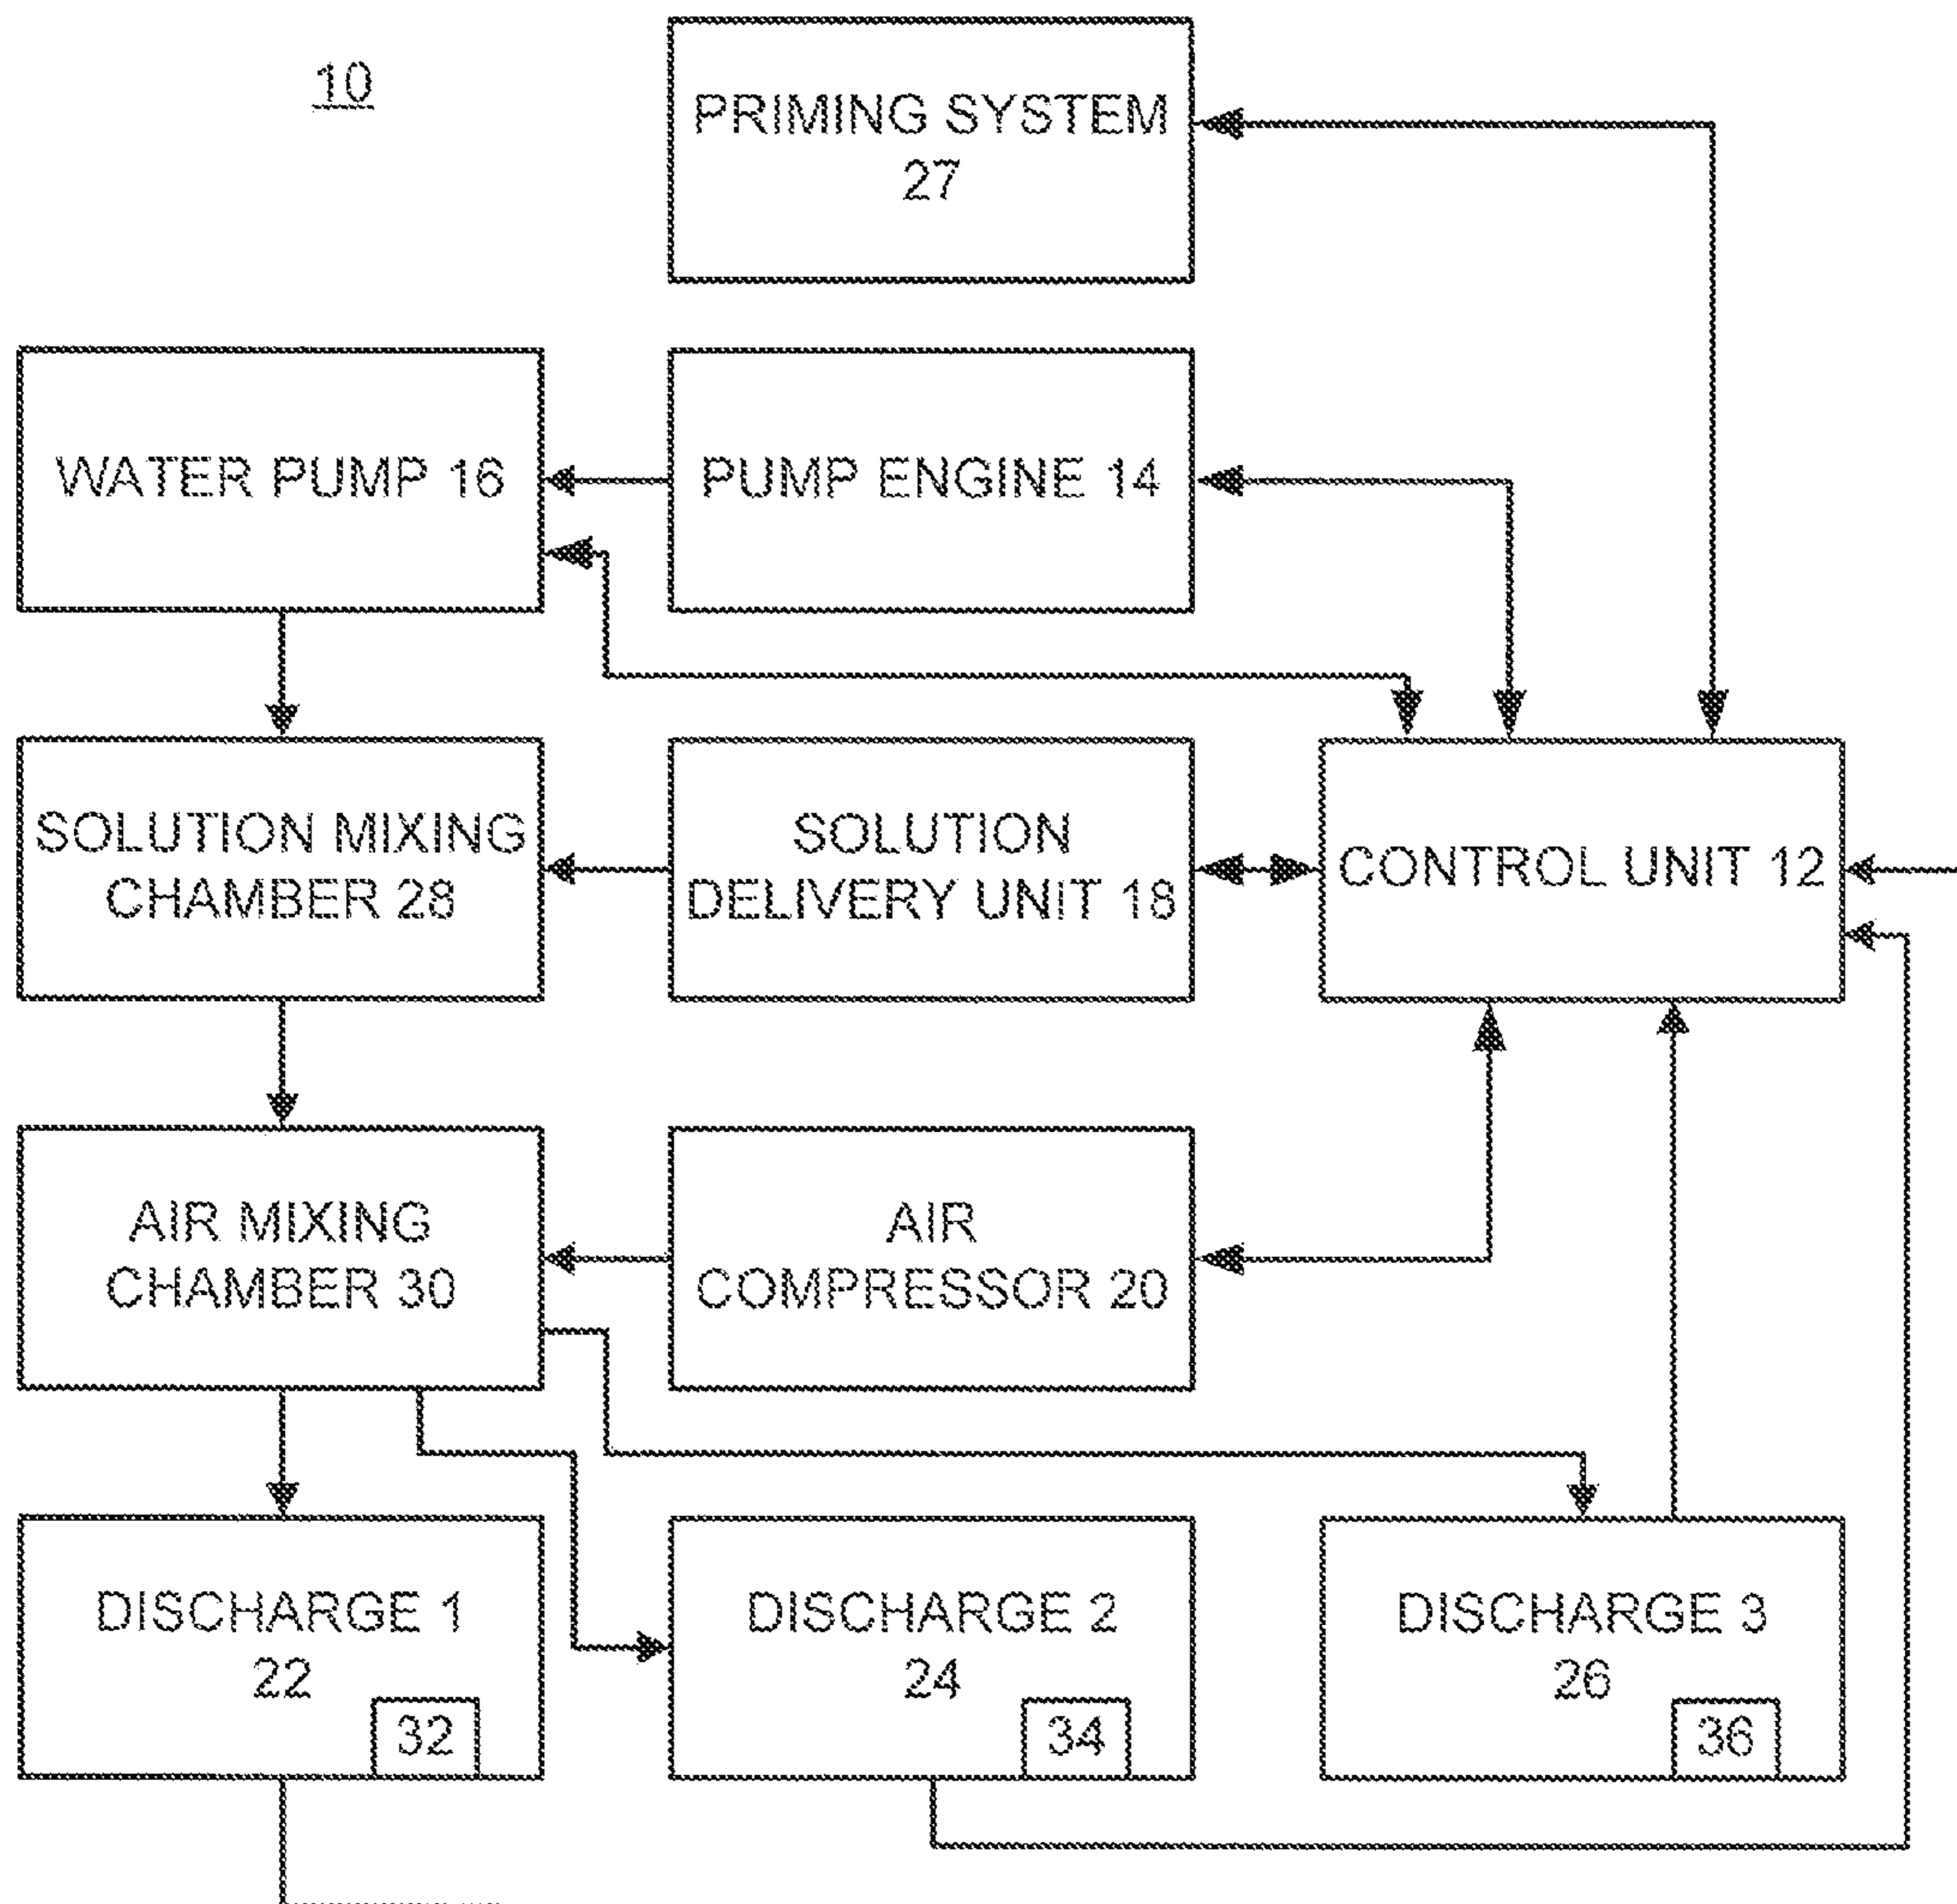 10
PRIMING SYSTEM
27
WATER PUMP 16
PUMP ENGINE 14
SOLUTION MIXING
CHAMBER 28
SOLUTION
DELIVERY UNIT 18
CONTROL UNIT 12
AIR MIXING
CHAMBER 30
AIR
COMPRESSOR 20
DISCHARGE 1
22
32
DISCHARGE 2
24
34
DISCHARGE 3
26
36